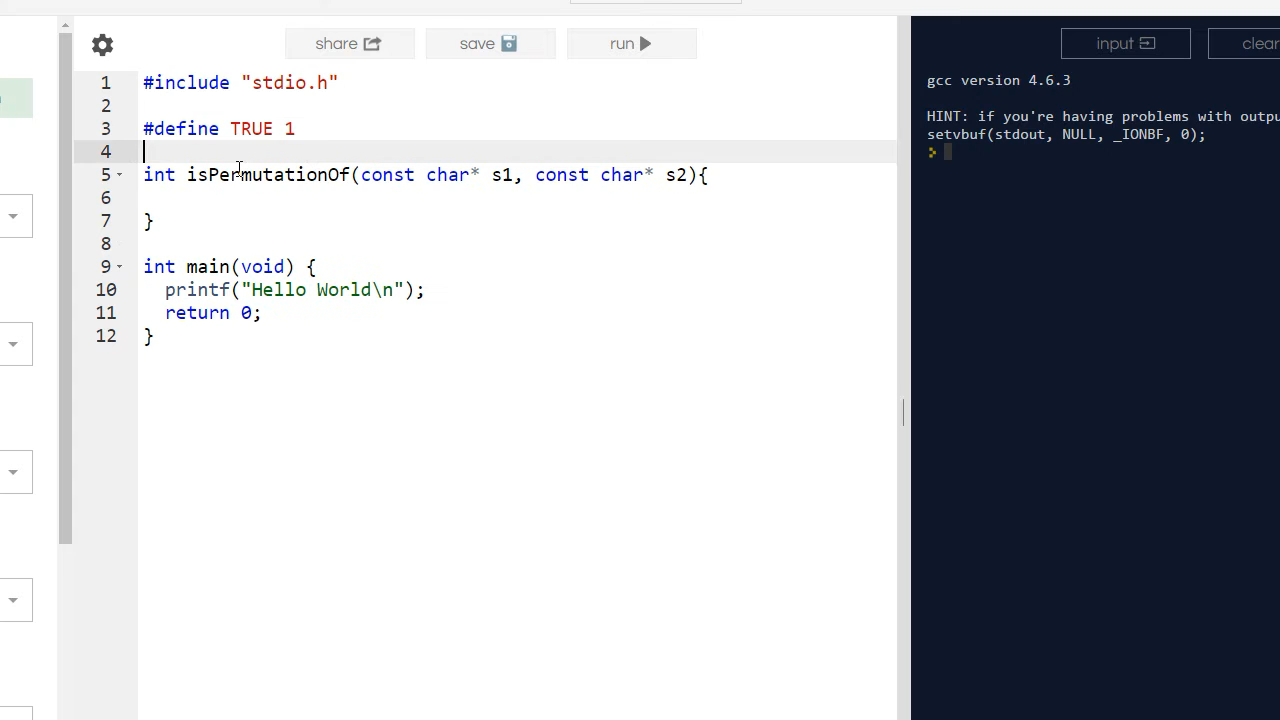 share save run
1 #include "stdio.h"
2
3 #define TRUE 1
4
5 int isPermutationOf(const char* s1, const char* s2){
6
7 }
8
9 int main(void) {
10 printf("Hello World\n");
11 return 0;
12 }
input clear
gcc version 4.6.3
HINT: if you're having problems with outpu
setvbuf(stdout, NULL, _IONBF, 0);